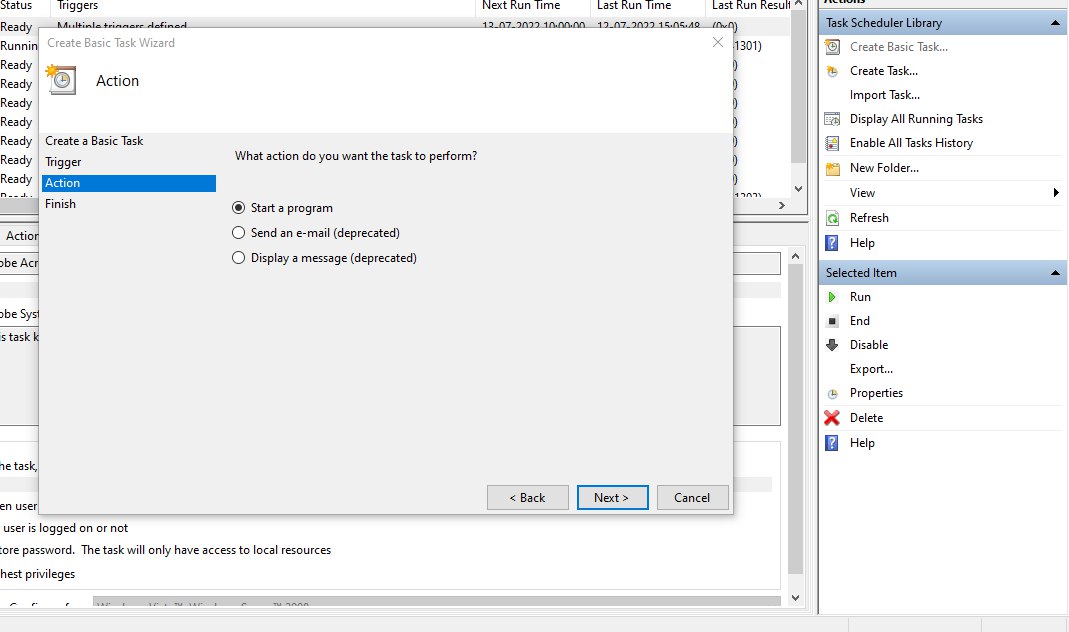 Status Triggers Next Run Time Last Run Time Last Run Result
Actions
Ready Multiple triggers defined 13-07-2022 10:00:00 12-07-2022 15:05:48 (0x0)
Task Scheduler Library
Create Basic Task Wizard
Runnin 1301)
Create Basic Task...
Ready )
Create Task...
Action
Ready )
Import Task...
Ready )
Display All Running Tasks
Ready )
Enable All Tasks History
Create a Basic Task
Ready )
What action do you want the task to perform?
Trigger
Ready )
New Folder...
Action
Ready )
View
Finish
Start a program
Refresh
Send an e-mail (deprecated)
Action
Help
Display a message (deprecated)
obe Acr
Selected Item
Run
obe Syst
End
is task k
Disable
Export...
Properties
Delete
Help
he task,
< Back Next > Cancel
en user
user is logged on or not
tore password. The task will only have access to local resources
hest privileges